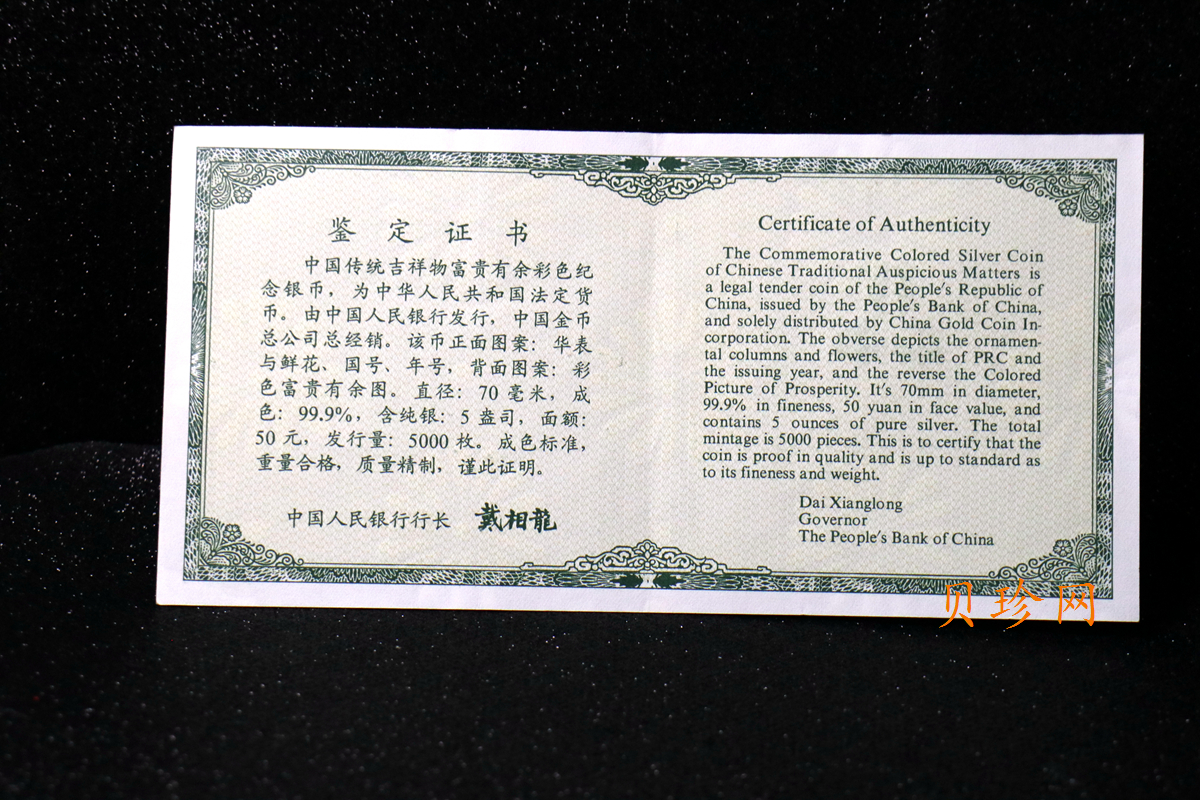 鉴定证书
中国传统吉祥物富贵有余彩色纪
念银币，为中华人民共和国法定货
币。由中国人民银行发行，中国金币
总公司总经销。该币正面图案：华表
与鲜花、国号、年号，背面图案：彩
色富贵有余图。直径：70毫米，成
色：99.9%，含纯银：5盎司，面额：
50元，发行量：5000枚。成色标准，
重量合格，质量精制，谨此证明。
中国人民银行行长 戴相龍
Certificate of Authenticity
The Commemorative Colored Silver Coin
of Chinese Traditional Auspicious Matters is
a legal tender coin of the People's Republic of
China, issued by the People's Bank of China,
and solely distributed by China Gold Coin In-
corporation. The obverse depicts the ornamen-
tal columns and flowers, the title of PRC and
the issuing year, and the reverse the Colored
Picture of Prosperity. It's 70mm in diameter,
99.9% in fineness, 50 yuan in face value, and
contains 5 ounces of pure silver. The total
mintage is 5000 pieces. This is to certify that the
coin is proof in quality and is up to standard as
to its fineness and weight.
Dai Xianglong
Governor
The People's Bank of China
贝珍网